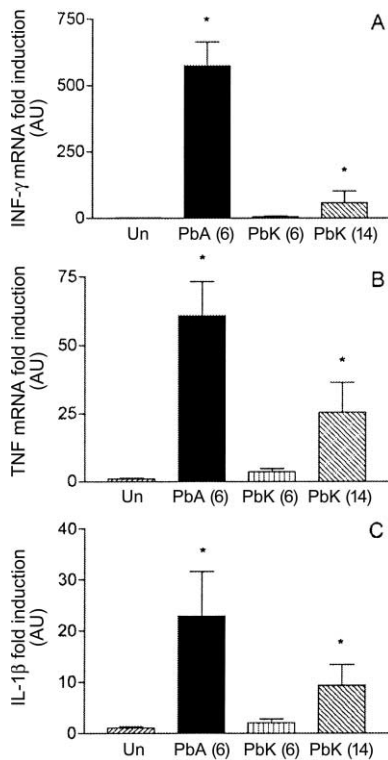 A
INF-γ mRNA fold induction
(AU)
750
500
250
0
*
*
Un PbA (6) PbK (6) PbK (14)
B
TNF mRNA fold induction
(AU)
75
50
25
0
*
*
Un PbA (6) PbK (6) PbK (14)
C
IL-1β fold induction
(AU)
40
30
20
10
0
*
*
Un PbA (6) PbK (6) PbK (14)